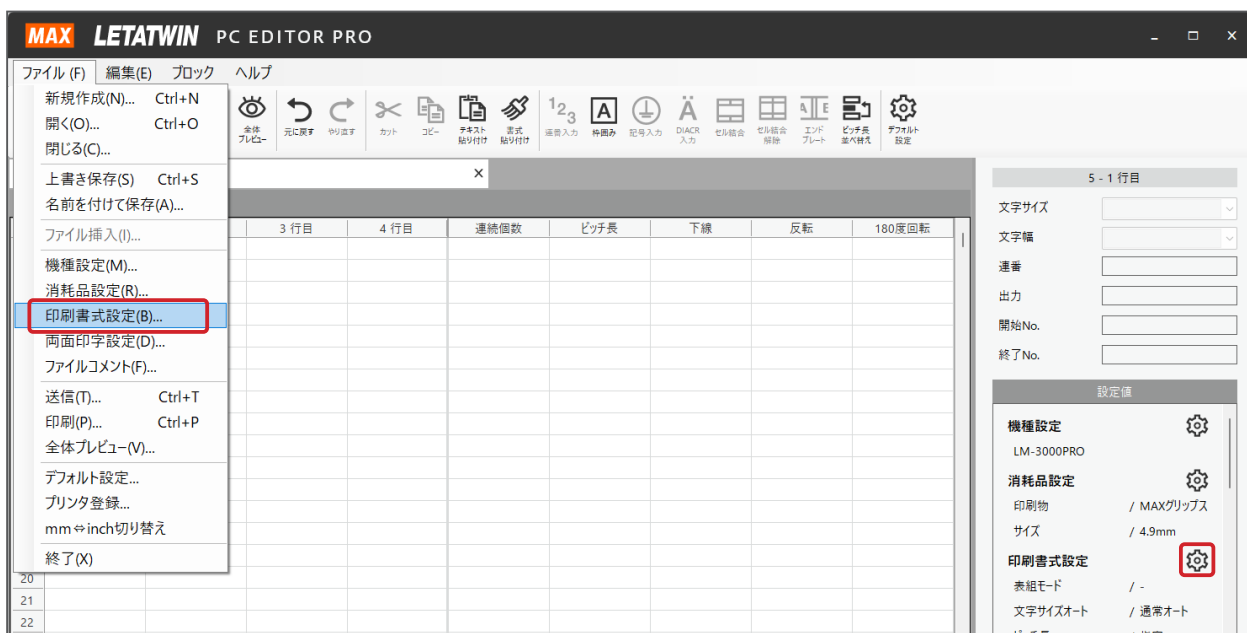 MAX LETATWIN PC EDITOR PRO
ファイル (F) 編集(E) ブロック ヘルプ
新規作成(N)... Ctrl+N
開く(O)... Ctrl+O
閉じる(C)...
上書き保存(S) Ctrl+S
名前を付けて保存(A)...
ファイル挿入(I)...
機種設定(M)...
消耗品設定(R)...
印刷書式設定(B)...
両面印字設定(D)...
ファイルコメント(F)...
送信(T)... Ctrl+T
印刷(P)... Ctrl+P
全体プレビュー(V)...
デフォルト設定...
プリンタ登録...
mm⇔inch切り替え
終了(X)
全体プレビュー 元に戻す やり直す カット コピー テキスト貼り付け 書式貼り付け 連番入力 枠囲み 記号入力 DIACR入力 セル結合 セル結合解除 エンドプレート ピッチ長並べ替え デフォルト設定
3 行目 4 行目 連続個数 ピッチ長 下線 反転 180度回転
20
21
22
5 - 1 行目
文字サイズ
文字幅
連番
出力
開始No.
終了No.
設定値
機種設定
LM-3000PRO
消耗品設定
印刷物 / MAXグリップス
サイズ / 4.9mm
印刷書式設定
表組モード / -
文字サイズオート / 通常オート